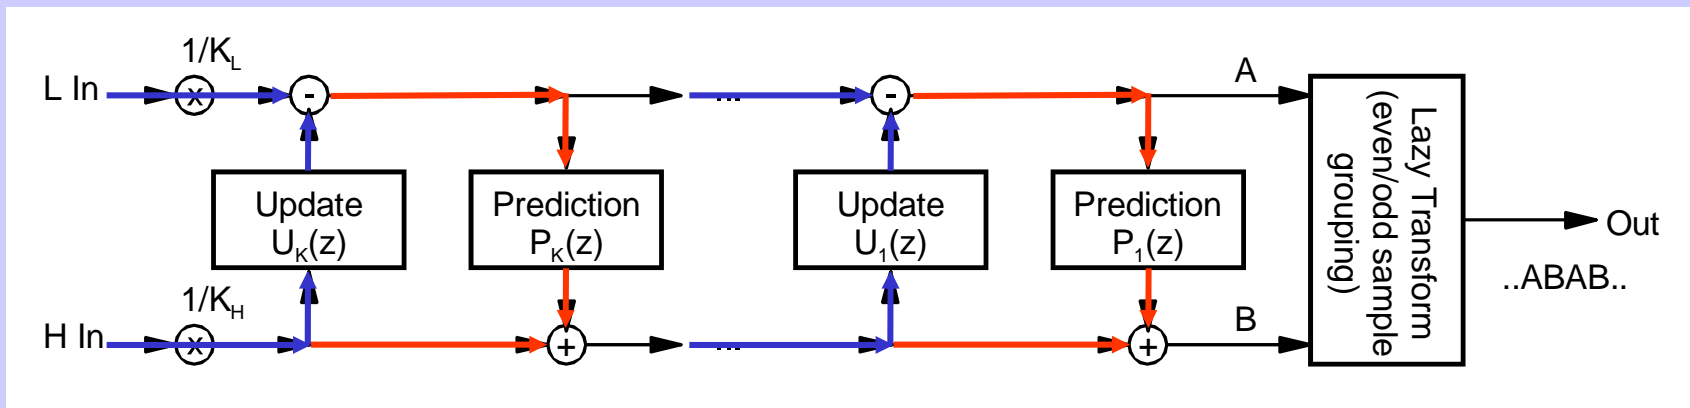 1/K_L
L In
x
-
...
-
A
Update
U_K(z)
Prediction
P_K(z)
Update
U_1(z)
Prediction
P_1(z)
Lazy Transform
(even/odd sample
grouping)
Out
..ABAB..
1/K_H
H In
x
+
...
+
B